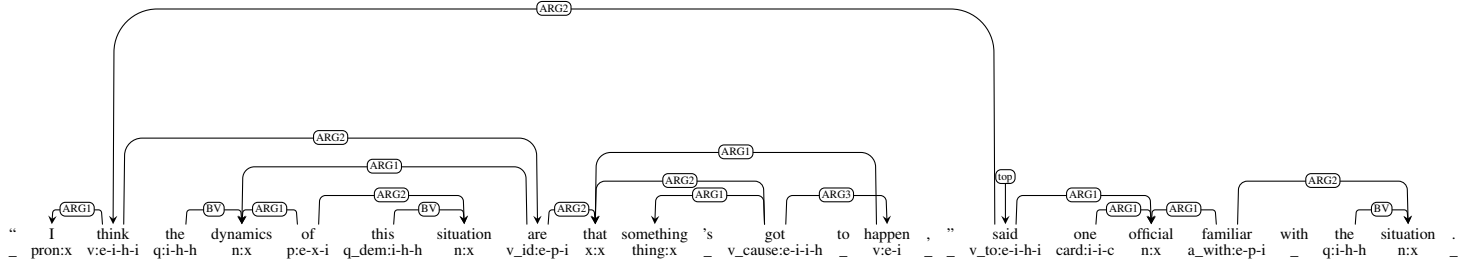 ARG2
ARG2 ARG1
ARG1
ARG2
ARG2 ARG1 ARG3 top ARG1 ARG2
ARG1 BV ARG1 BV ARG2 ARG1 ARG1 BV
“ I think the dynamics of this situation are that something 's got to happen , ” said one official familiar with the situation .
_ pron:x v:e-i-h-i q:i-h-h n:x p:e-x-i q_dem:i-h-h n:x v_id:e-p-i x:x thing:x _ v_cause:e-i-i-h _ v:e-i _ _ v_to:e-i-h-i card:i-i-c n:x a_with:e-p-i _ q:i-h-h n:x _